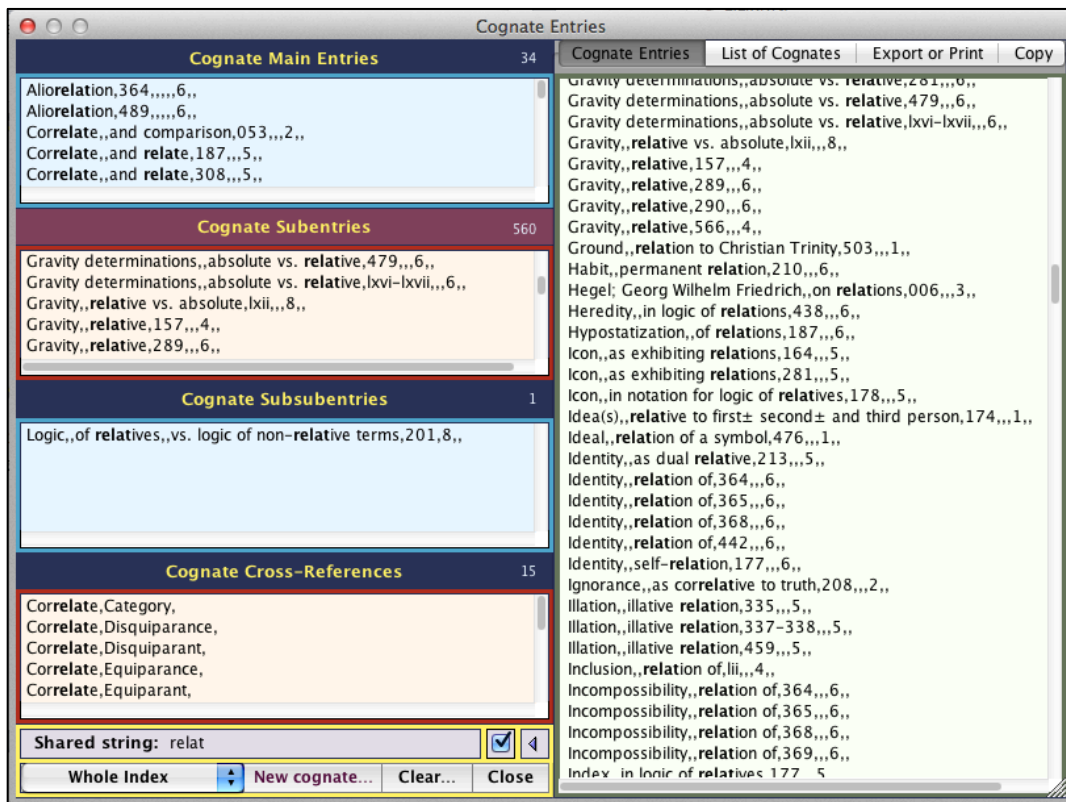 Cognate Entries
Cognate Main Entries 34
Aliorelation,364,,,,,6,,
Aliorelation,489,,,,,6,,
Correlate,,and comparison,053,,,2,,
Correlate,,and relate,187,,,5,,
Correlate,,and relate,308,,,5,,
Cognate Subentries 560
Gravity determinations,,absolute vs. relative,479,,,6,,
Gravity determinations,,absolute vs. relative,lxvi-lxvii,,,6,,
Gravity,,relative vs. absolute,lxii,,,8,,
Gravity,,relative,157,,,4,,
Gravity,,relative,289,,,6,,
Cognate Subsubentries 1
Logic,,of relatives,,vs. logic of non-relative terms,201,8,,
Cognate Cross-References 15
Correlate,Category,
Correlate,Disquiparance,
Correlate,Disquiparant,
Correlate,Equiparance,
Correlate,Equiparant,
Shared string: relat
Whole Index New cognate... Clear... Close
Cognate Entries List of Cognates Export or Print Copy
Gravity determinations,,absolute vs. relative,281,,,6,,
Gravity determinations,,absolute vs. relative,479,,,6,,
Gravity determinations,,absolute vs. relative,lxvi-lxvii,,,6,,
Gravity,,relative vs. absolute,lxii,,,8,,
Gravity,,relative,157,,,4,,
Gravity,,relative,289,,,6,,
Gravity,,relative,290,,,6,,
Gravity,,relative,566,,,4,,
Ground,,relation to Christian Trinity,503,,,1,,
Habit,,permanent relation,210,,,6,,
Hegel; Georg Wilhelm Friedrich,,on relations,006,,,3,,
Heredity,,in logic of relations,438,,,6,,
Hypostatization,,of relations,187,,,6,,
Icon,,as exhibiting relations,164,,,5,,
Icon,,as exhibiting relations,281,,,5,,
Icon,,in notation for logic of relatives,178,,,5,,
Idea(s),,relative to first± second± and third person,174,,,1,,
Ideal,,relation of a symbol,476,,,1,,
Identity,,as dual relative,213,,,5,,
Identity,,relation of,364,,,6,,
Identity,,relation of,365,,,6,,
Identity,,relation of,368,,,6,,
Identity,,relation of,442,,,6,,
Identity,,self-relation,177,,,6,,
Ignorance,,as correlative to truth,208,,,2,,
Illation,,illative relation,335,,,5,,
Illation,,illative relation,337-338,,,5,,
Illation,,illative relation,459,,,5,,
Inclusion,,relation of,lii,,,4,,
Incompossibility,,relation of,364,,,6,,
Incompossibility,,relation of,365,,,6,,
Incompossibility,,relation of,368,,,6,,
Incompossibility,,relation of,369,,,6,,
Index,,in logic of relatives,177,,,5